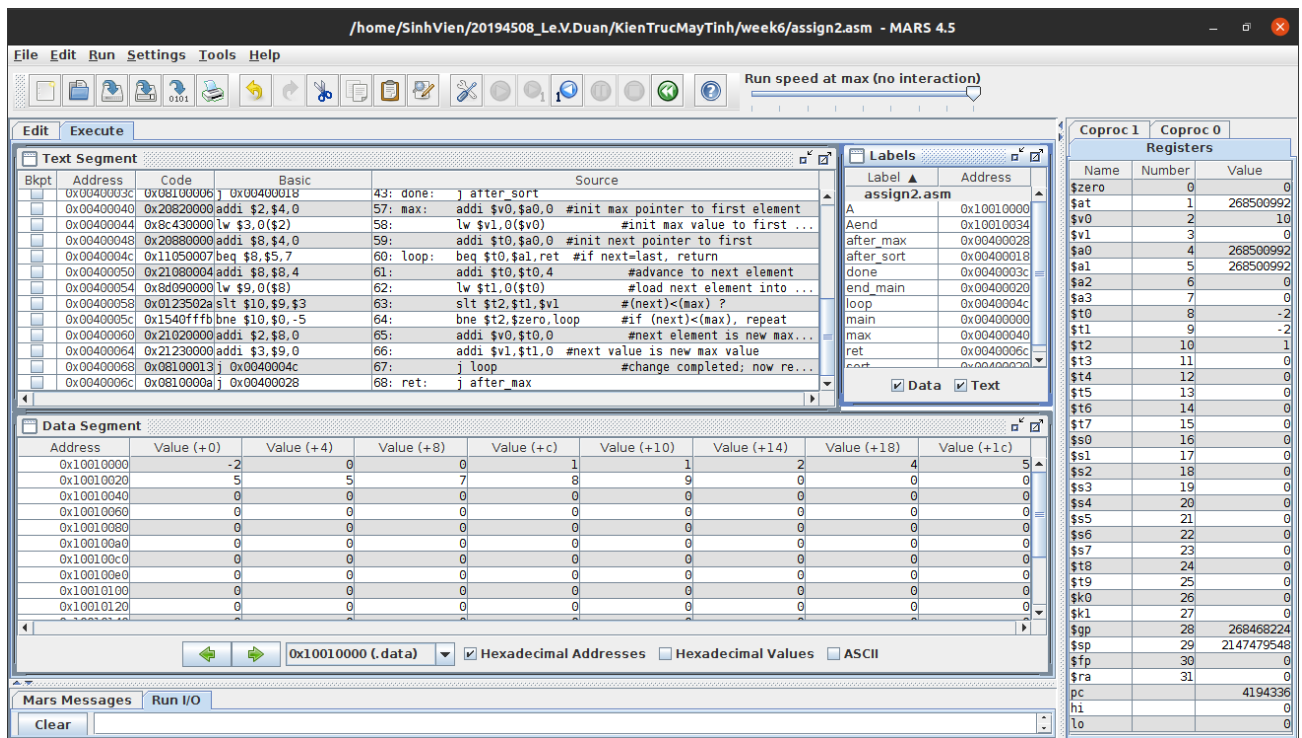 /home/SinhVien/20194508_Le.V.Duan/KienTrucMayTinh/week6/assign2.asm - MARS 4.5
File Edit Run Settings Tools Help
Run speed at max (no interaction)
Edit Execute
Text Segment
Bkpt Address Code Basic Source
0x0040003c 0x08100006 j 0x00400018 43: done: j after_sort
0x00400040 0x20820000 addi $2,$4,0 57: max: addi $v0,$a0,0 #init max pointer to first element
0x00400044 0x8c430000 lw $3,0($2) 58: lw $v1,0($v0) #init max value to first ...
0x00400048 0x20880000 addi $8,$4,0 59: addi $t0,$a0,0 #init next pointer to first
0x0040004c 0x11050007 beq $8,$5,7 60: loop: beq $t0,$a1,ret #if next=last, return
0x00400050 0x21080004 addi $8,$8,4 61: addi $t0,$t0,4 #advance to next element
0x00400054 0x8d090000 lw $9,0($8) 62: lw $t1,0($t0) #load next element into ...
0x00400058 0x0123502a slt $10,$9,$3 63: slt $t2,$t1,$v1 #(next)<(max) ?
0x0040005c 0x1540fffb bne $10,$0,-5 64: bne $t2,$zero,loop #if (next)<(max), repeat
0x00400060 0x21020000 addi $2,$8,0 65: addi $v0,$t0,0 #next element is new max...
0x00400064 0x21230000 addi $3,$9,0 66: addi $v1,$t1,0 #next value is new max value
0x00400068 0x08100013 j 0x0040004c 67: j loop #change completed; now re...
0x0040006c 0x0810000a j 0x00400028 68: ret: j after_max
Labels
Label ▲ Address
assign2.asm
A 0x10010000
Aend 0x10010034
after_max 0x00400028
after_sort 0x00400018
done 0x0040003c
end_main 0x00400020
loop 0x0040004c
main 0x00400000
max 0x00400040
ret 0x0040006c
sort 0x00400020
Data Text
Data Segment
Address Value (+0) Value (+4) Value (+8) Value (+c) Value (+10) Value (+14) Value (+18) Value (+1c)
0x10010000 -2 0 0 1 1 2 4 5
0x10010020 5 5 7 8 9 0 0 0
0x10010040 0 0 0 0 0 0 0 0
0x10010060 0 0 0 0 0 0 0 0
0x10010080 0 0 0 0 0 0 0 0
0x100100a0 0 0 0 0 0 0 0 0
0x100100c0 0 0 0 0 0 0 0 0
0x100100e0 0 0 0 0 0 0 0 0
0x10010100 0 0 0 0 0 0 0 0
0x10010120 0 0 0 0 0 0 0 0
0x10010000 (.data) Hexadecimal Addresses Hexadecimal Values ASCII
Mars Messages Run I/O
Clear
Coproc 1 Coproc 0
Registers
Name Number Value
$zero 0 0
$at 1 268500992
$v0 2 10
$v1 3 0
$a0 4 268500992
$a1 5 268500992
$a2 6 0
$a3 7 0
$t0 8 -2
$t1 9 -2
$t2 10 1
$t3 11 0
$t4 12 0
$t5 13 0
$t6 14 0
$t7 15 0
$s0 16 0
$s1 17 0
$s2 18 0
$s3 19 0
$s4 20 0
$s5 21 0
$s6 22 0
$s7 23 0
$t8 24 0
$t9 25 0
$k0 26 0
$k1 27 0
$gp 28 268468224
$sp 29 2147479548
$fp 30 0
$ra 31 0
pc 4194336
hi 0
lo 0